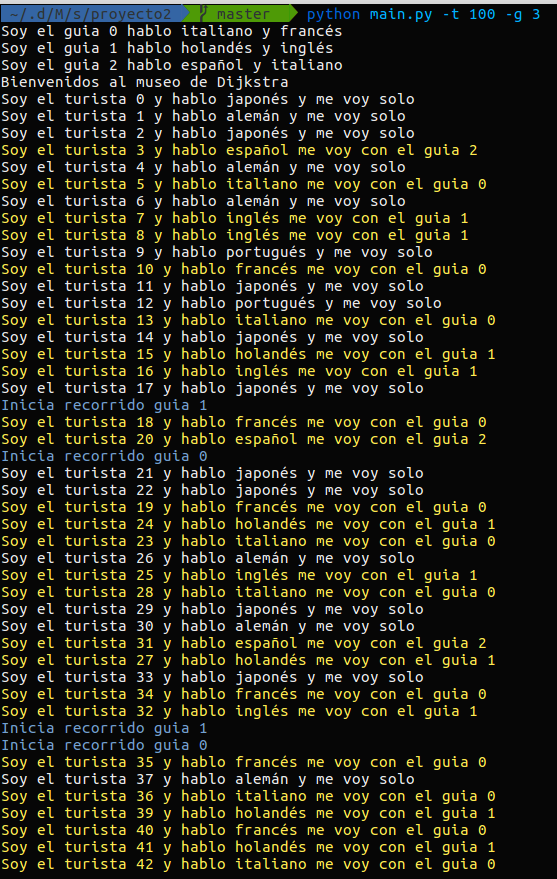 ~/.d/M/s/proyecto2 master python main.py -t 100 -g 3
Soy el guia 0 hablo italiano y francés
Soy el guia 1 hablo holandés y inglés
Soy el guia 2 hablo español y italiano
Bienvenidos al museo de Dijkstra
Soy el turista 0 y hablo japonés y me voy solo
Soy el turista 1 y hablo alemán y me voy solo
Soy el turista 2 y hablo japonés y me voy solo
Soy el turista 3 y hablo español me voy con el guia 2
Soy el turista 4 y hablo alemán y me voy solo
Soy el turista 5 y hablo italiano me voy con el guia 0
Soy el turista 6 y hablo alemán y me voy solo
Soy el turista 7 y hablo inglés me voy con el guia 1
Soy el turista 8 y hablo inglés me voy con el guia 1
Soy el turista 9 y hablo portugués y me voy solo
Soy el turista 10 y hablo francés me voy con el guia 0
Soy el turista 11 y hablo japonés y me voy solo
Soy el turista 12 y hablo portugués y me voy solo
Soy el turista 13 y hablo italiano me voy con el guia 0
Soy el turista 14 y hablo japonés y me voy solo
Soy el turista 15 y hablo holandés me voy con el guia 1
Soy el turista 16 y hablo inglés me voy con el guia 1
Soy el turista 17 y hablo japonés y me voy solo
Inicia recorrido guia 1
Soy el turista 18 y hablo francés me voy con el guia 0
Soy el turista 20 y hablo español me voy con el guia 2
Inicia recorrido guia 0
Soy el turista 21 y hablo japonés y me voy solo
Soy el turista 22 y hablo japonés y me voy solo
Soy el turista 19 y hablo francés me voy con el guia 0
Soy el turista 24 y hablo holandés me voy con el guia 1
Soy el turista 23 y hablo italiano me voy con el guia 0
Soy el turista 26 y hablo alemán y me voy solo
Soy el turista 25 y hablo inglés me voy con el guia 1
Soy el turista 28 y hablo italiano me voy con el guia 0
Soy el turista 29 y hablo japonés y me voy solo
Soy el turista 30 y hablo alemán y me voy solo
Soy el turista 31 y hablo español me voy con el guia 2
Soy el turista 27 y hablo holandés me voy con el guia 1
Soy el turista 33 y hablo japonés y me voy solo
Soy el turista 34 y hablo francés me voy con el guia 0
Soy el turista 32 y hablo inglés me voy con el guia 1
Inicia recorrido guia 1
Inicia recorrido guia 0
Soy el turista 35 y hablo francés me voy con el guia 0
Soy el turista 37 y hablo alemán y me voy solo
Soy el turista 36 y hablo italiano me voy con el guia 0
Soy el turista 39 y hablo holandés me voy con el guia 1
Soy el turista 40 y hablo francés me voy con el guia 0
Soy el turista 41 y hablo holandés me voy con el guia 1
Soy el turista 42 y hablo italiano me voy con el guia 0